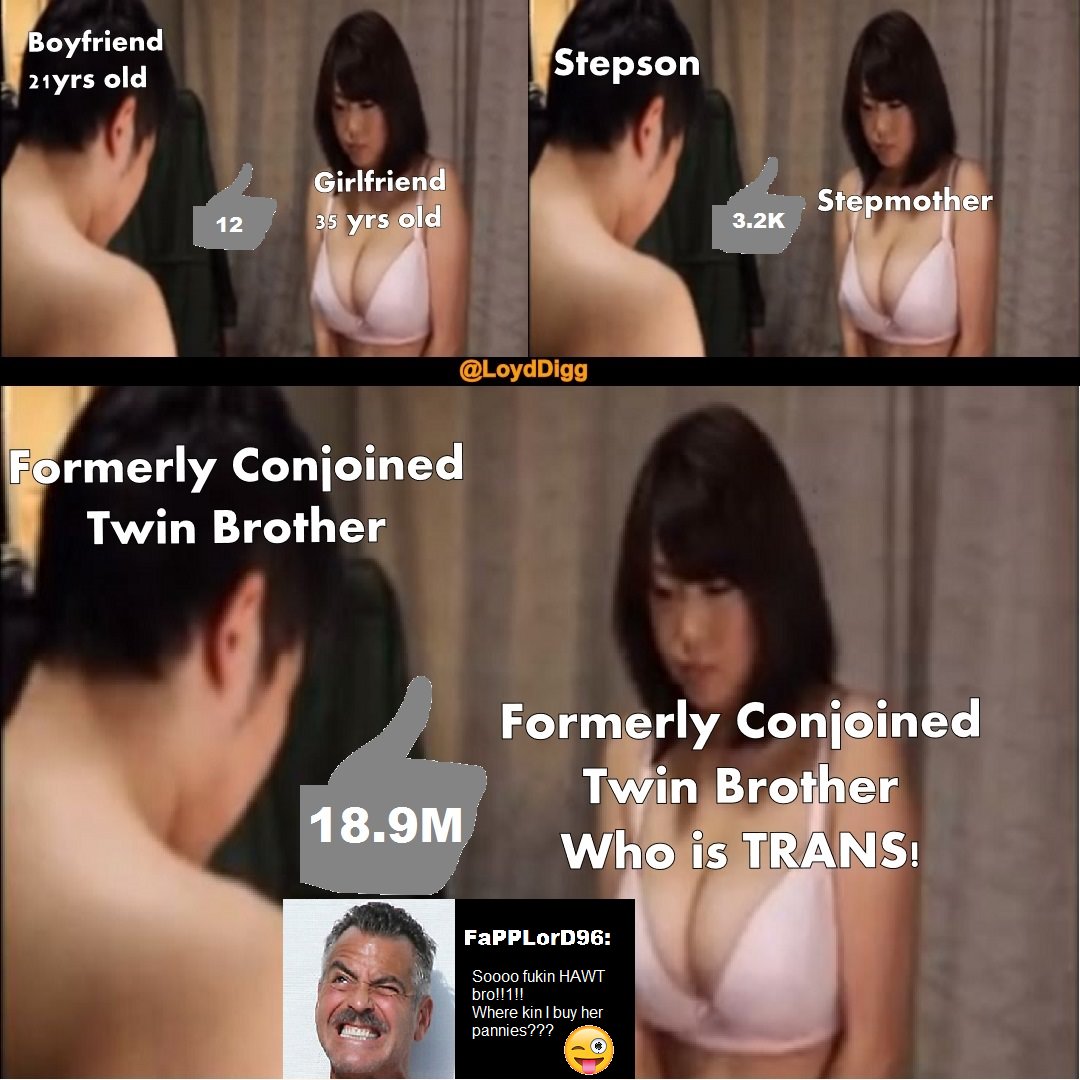 Boyfriend
21yrs old
12
Girlfriend
35 yrs old
Stepson
3.2K
Stepmother
@LoydDigg
Formerly Conjoined
Twin Brother
18.9M
Formerly Conjoined
Twin Brother
Who is TRANS!
FaPPLorD96:
Soooo fukin HAWT
bro!!1!!
Where kin I buy her
pannies???